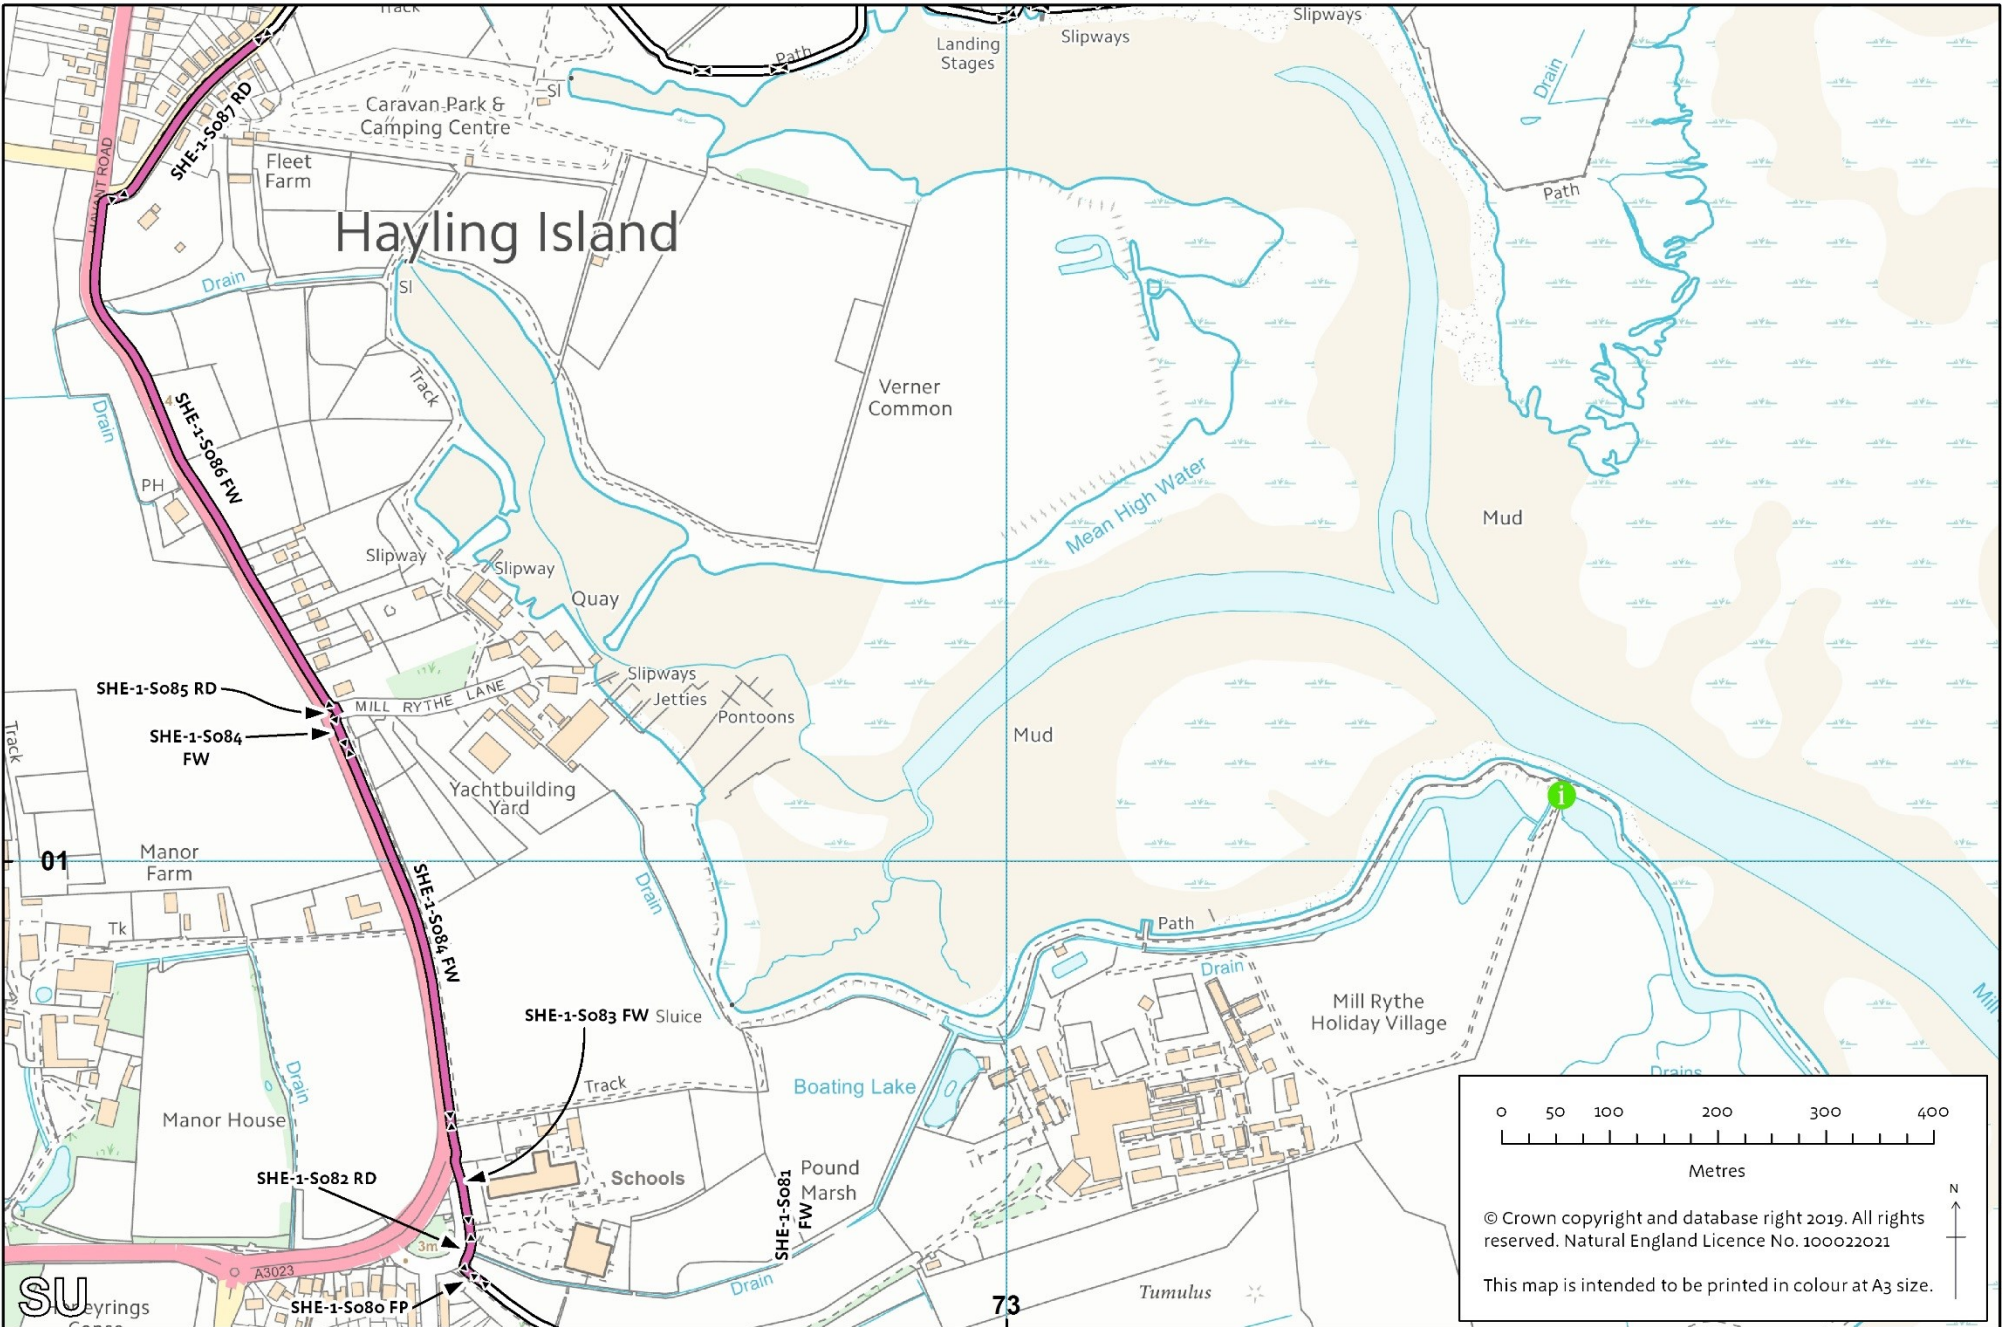 Track
Path
Landing
Stages
Slipways
Slipways
Drain
SHE-1-S087 RD
Caravan Park &
Camping Centre
Sl
HAVANT ROAD
Fleet
Farm
Path
Hayling Island
Drain
Sl
Track
Verner
Common
4
Drain
SHE-1-S086 FW
PH
Mean High Water
Mud
Slipway
Slipway
Quay
Slipways
Jetties
Pontoons
SHE-1-S085 RD
MILL RYTHE LANE
SHE-1-S084
FW
Track
Mud
Yachtbuilding
Yard
i
01
Manor
Farm
SHE-1-S084 FW
Drain
Tk
Path
Drain
Mill Rythe
Holiday Village
Mill
SHE-1-S083 FW
Sluice
Drain
Track
Boating Lake
Drains
Manor House
SHE-1-S082 RD
Schools
SHE-1-S081
FW
Pound
Marsh
3m
A3023
Drain
SU
SHE-1-S080 FP
73
Tumulus
0 50 100 200 300 400
Metres
N
© Crown copyright and database right 2019. All rights
reserved. Natural England Licence No. 100022021
This map is intended to be printed in colour at A3 size.